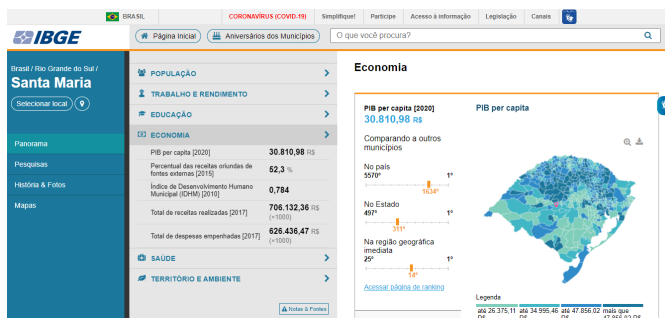 BRASIL
CORONAVÍRUS (COVID-19)
Simplifique!
Participe
Acesso à informação
Legislação
Canais
IBGE
Página Inicial
Aniversários dos Municípios
O que você procura?
Brasil / Rio Grande do Sul /
Santa Maria
Selecionar local
Panorama
Pesquisas
História & Fotos
Mapas
POPULAÇÃO
TRABALHO E RENDIMENTO
EDUCAÇÃO
ECONOMIA
PIB per capita [2020] 30.810,98 R$
Percentual das receitas oriundas de
fontes externas [2015] 62,3 %
Índice de Desenvolvimento Humano
Municipal (IDHM) [2010] 0,784
Total de receitas realizadas [2017] 706.132,36 R$
(×1000)
Total de despesas empenhadas [2017] 626.436,47 R$
(×1000)
SAÚDE
TERRITÓRIO E AMBIENTE
Notas & Fontes
Economia
PIB per capita [2020]
30.810,98 R$
Comparando a outros
municípios
No país
5570º 1º
1634º
No Estado
497º 1º
311º
Na região geográfica
imediata
25º 1º
14º
Acessar página de ranking
PIB per capita
Legenda
até 26.375,11 até 34.995,46 até 47.856,02 mais que
R$ R$ R$ 47.856,02 R$